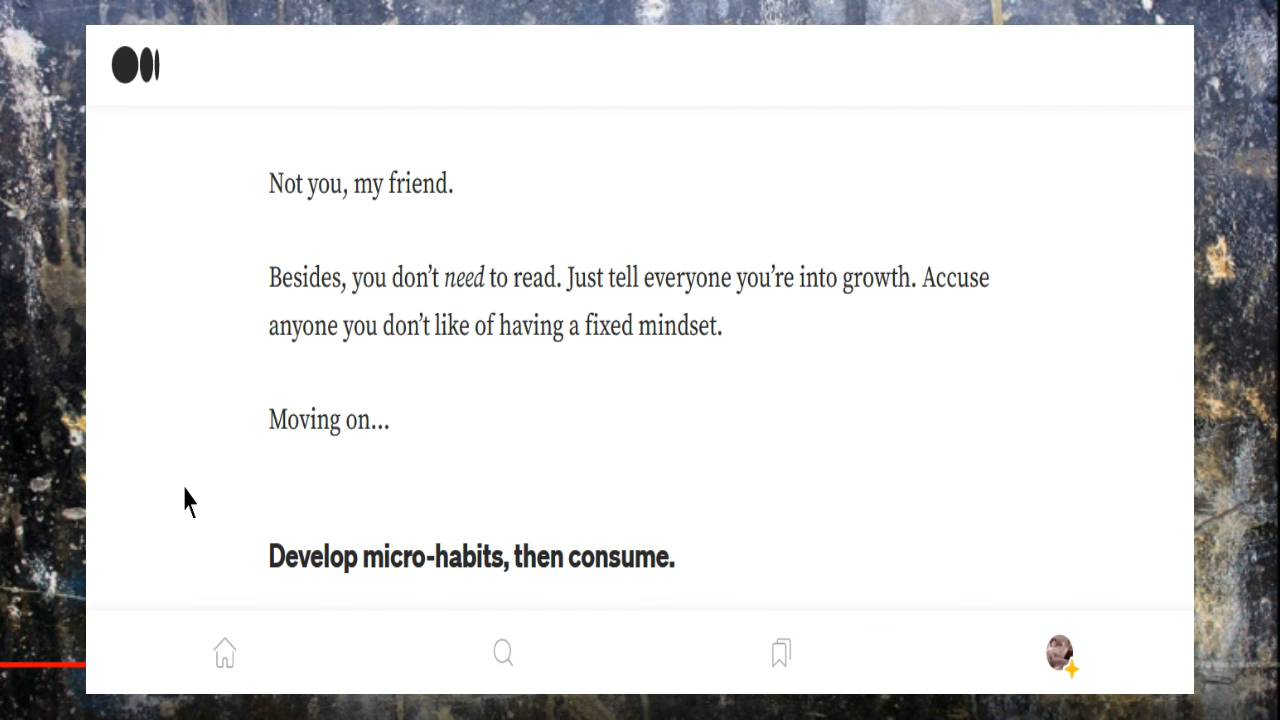 Not you, my friend.
Besides, you don’t need to read. Just tell everyone you’re into growth. Accuse
anyone you don’t like of having a fixed mindset.
Moving on…
Develop micro-habits, then consume.